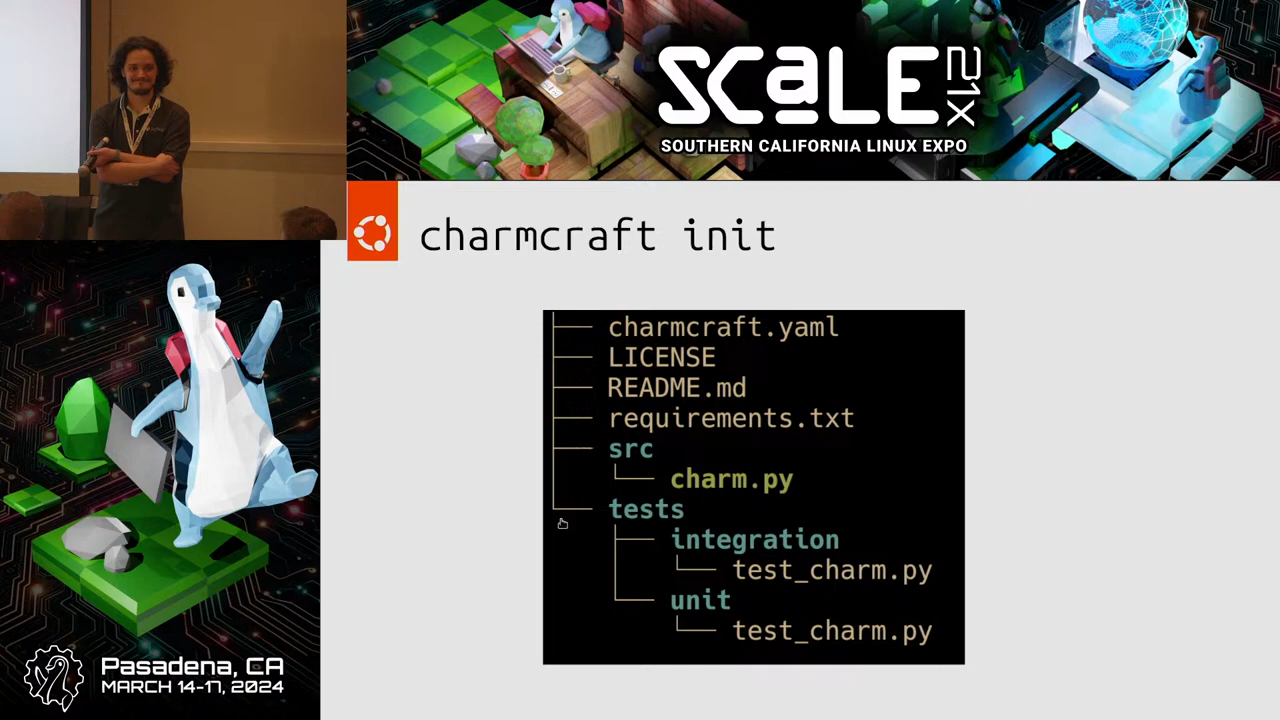 SCALE 21X
SOUTHERN CALIFORNIA LINUX EXPO
charmcraft init
charmcraft.yaml
LICENSE
README.md
requirements.txt
src
charm.py
tests
integration
test_charm.py
unit
test_charm.py
Pasadena, CA
MARCH 14-17, 2024